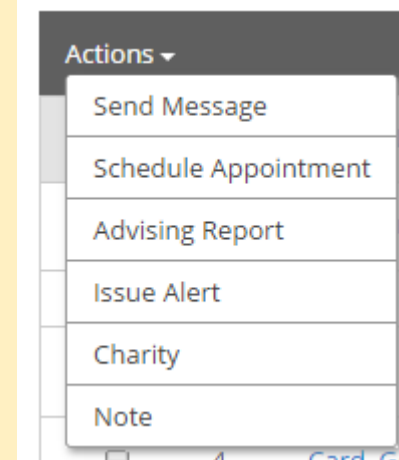 Actions
Send Message
Schedule Appointment
Advising Report
Issue Alert
Charity
Note